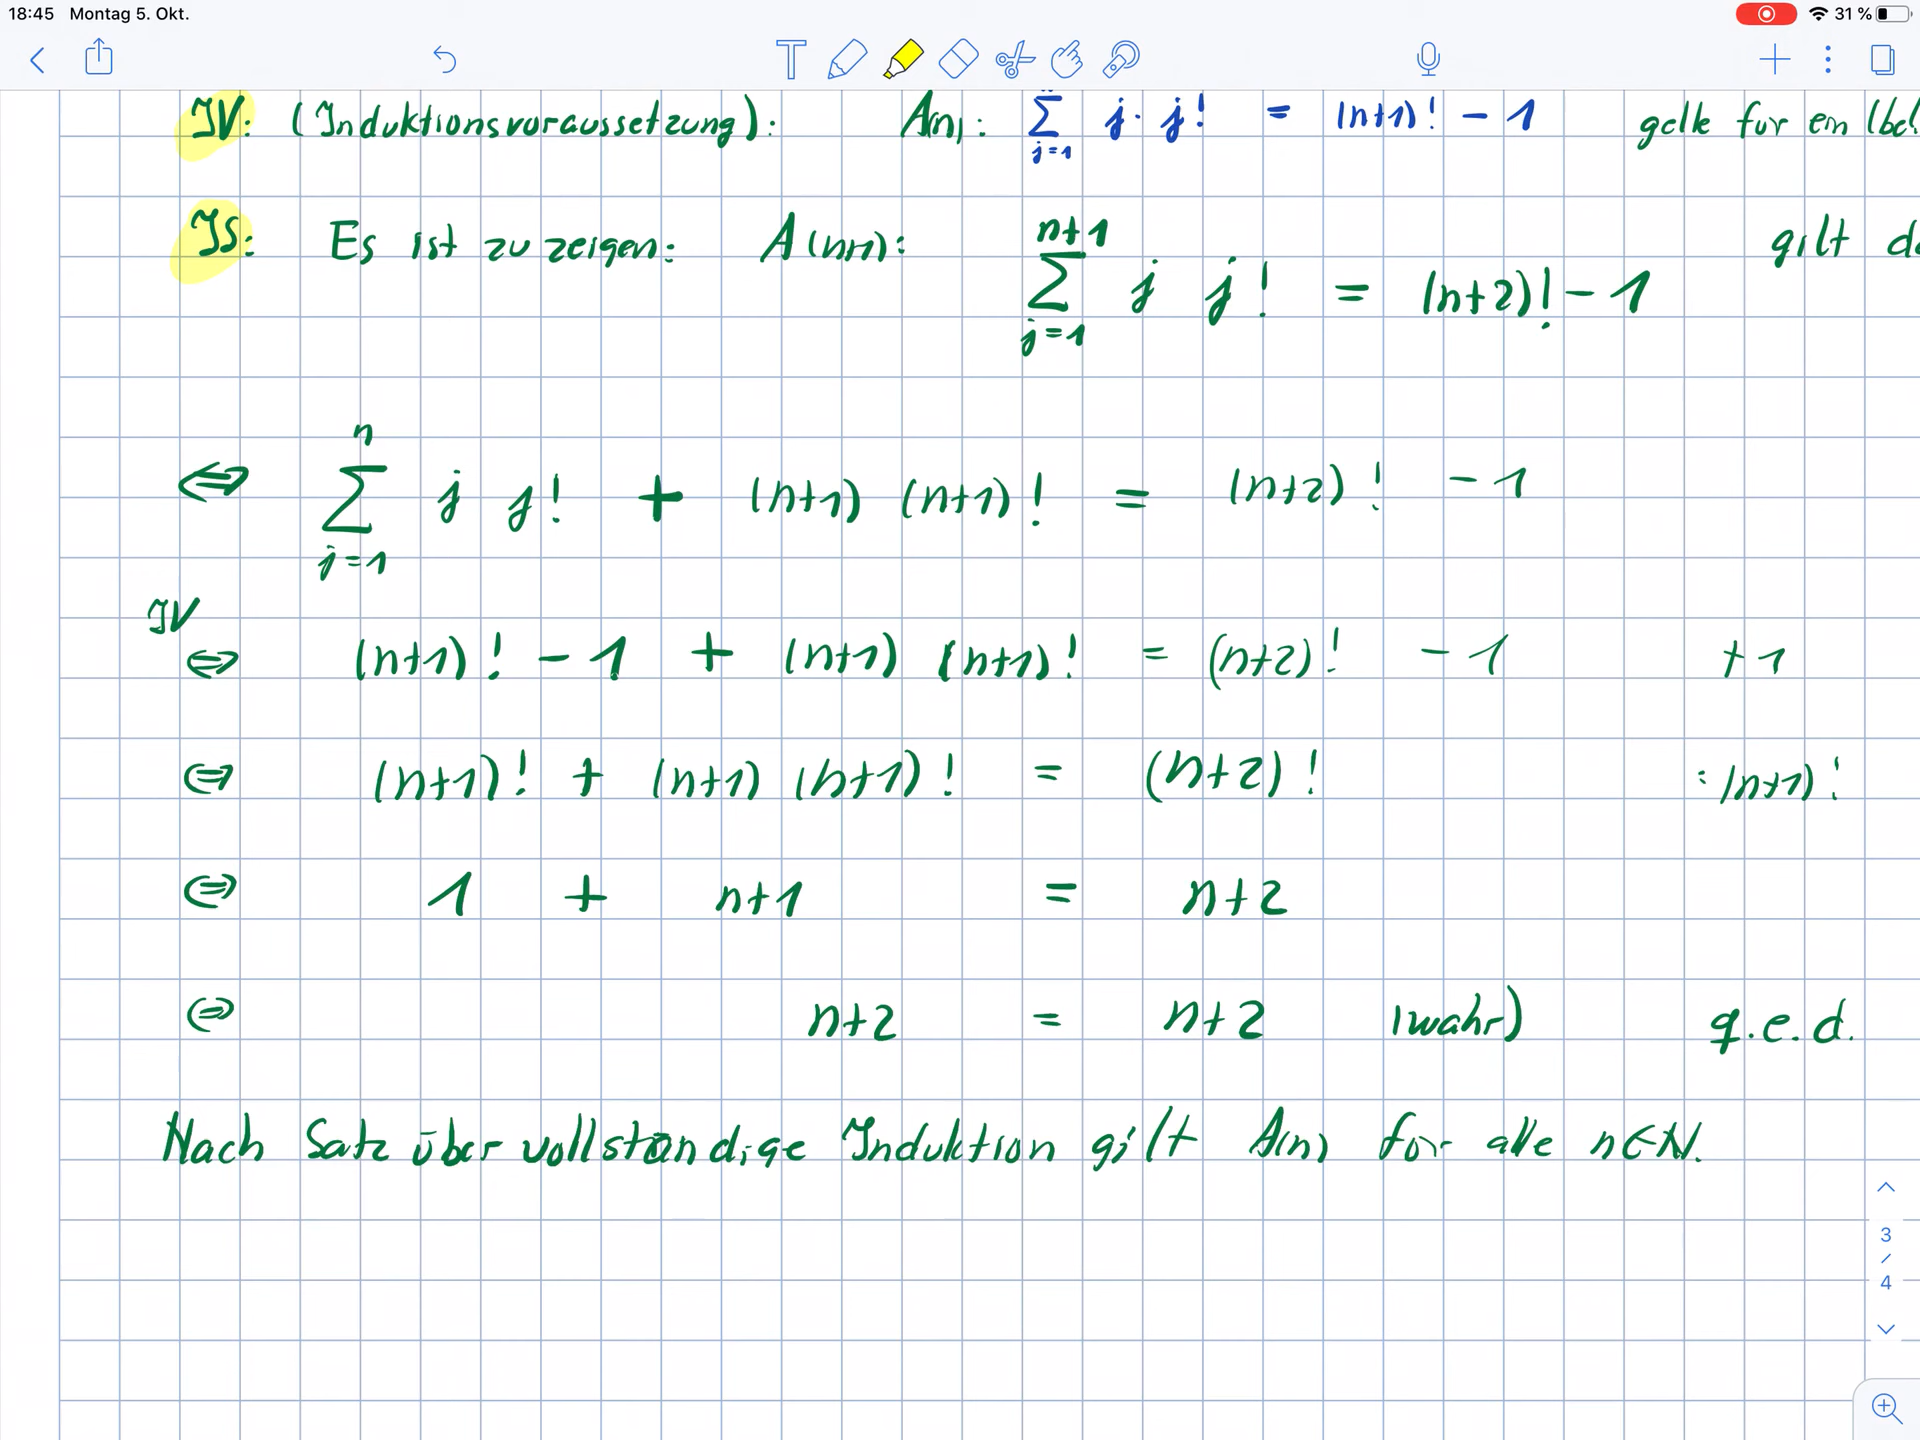 18:45 Montag 5. Okt. 31 %
T
IV: (Induktionsvoraussetzung): A(n): ∑ j=1 j · j! = (n+1)! − 1 gelte für ein
IS: Es ist zu zeigen: A(n+1): n+1 ∑ j=1 j j! = (n+2)! − 1 gilt
⇔ n ∑ j=1 j j! + (n+1) (n+1)! = (n+2)! − 1
IV ⇔ (n+1)! − 1 + (n+1) (n+1)! = (n+2)! − 1 + 1
⇔ (n+1)! + (n+1) (n+1)! = (n+2)! : (n+1)!
⇔ 1 + n+1 = n+2
⇔ n+2 = n+2 (wahr) q.e.d.
Nach Satz über vollständige Induktion gilt A(n) für alle n∈N.
3
/
4